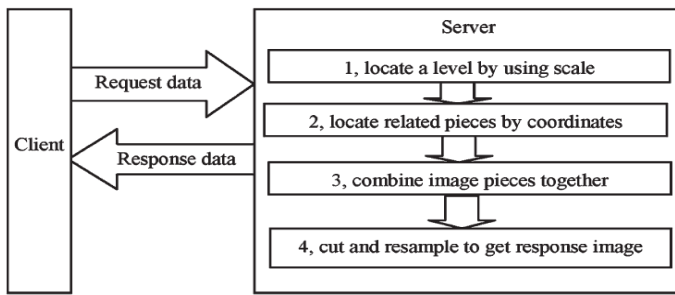 Server
1, locate a level by using scale
Request data
2, locate related pieces by coordinates
Client
Response data
3, combine image pieces together
4, cut and resample to get response image